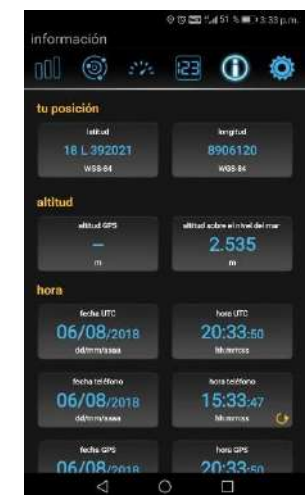 51 % 3:33 p.m.
información
123
tu posición
latitud longitud
18 L 392021 8906120
WGS-84 WGS-84
altitud
altitud GPS altitud sobre el nivel del mar
– 2.535
m m
hora
fecha UTC hora UTC
06/08/2018 20:33:50
dd/mm/aaaa hh:mm:ss
fecha teléfono hora teléfono
06/08/2018 15:33:47
dd/mm/aaaa hh:mm:ss
fecha GPS hora GPS
06/08/2018 20:33:50